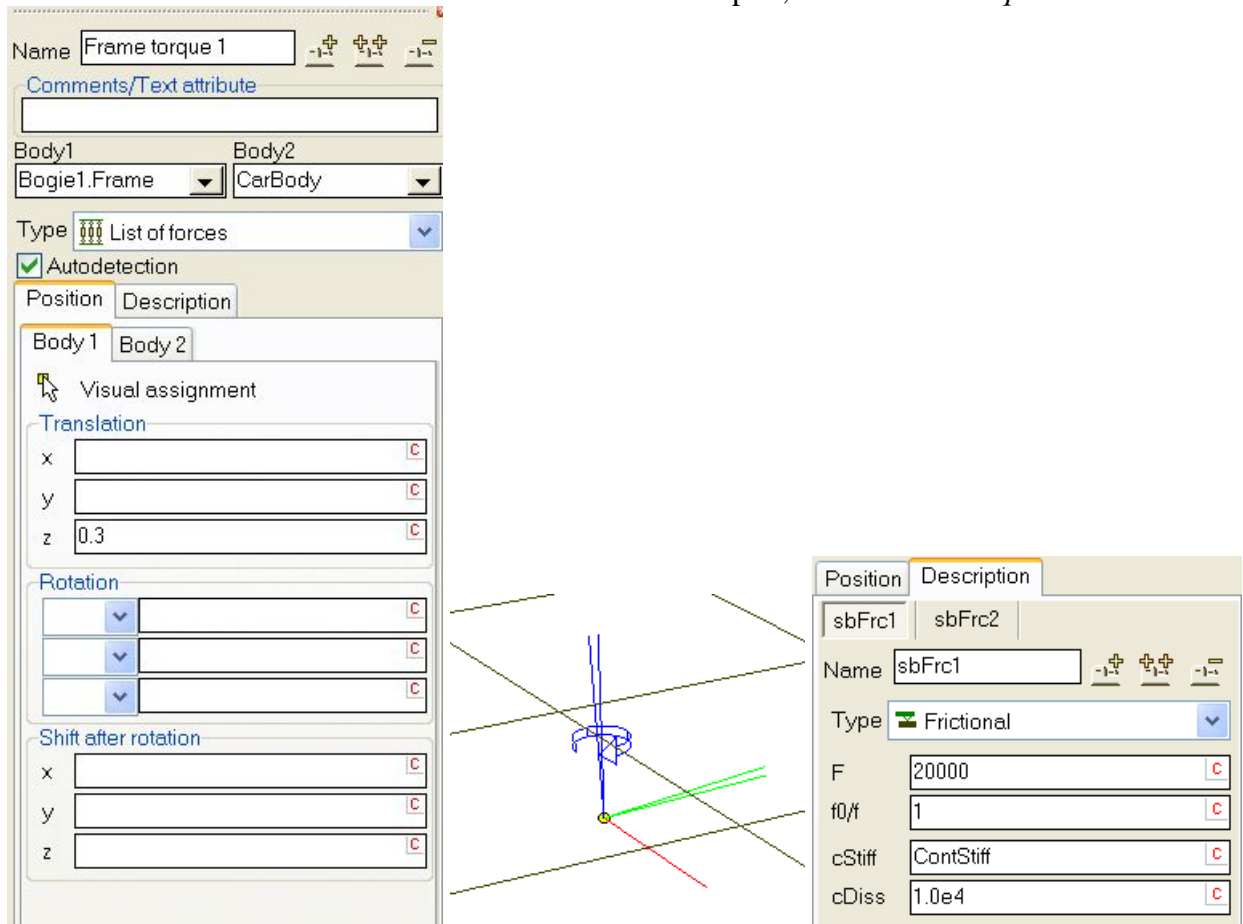 Name Frame torque 1
Comments/Text attribute
Body1 Body2
Bogie1.Frame CarBody
Type List of forces
Autodetection
Position Description
Body 1 Body 2
Visual assignment
Translation
x C
y C
z 0.3 C
Rotation
C
C
C
Shift after rotation
x C
y C
z C
Position Description
sbFrc1 sbFrc2
Name sbFrc1
Type Frictional
F 20000 C
f0/f 1 C
cStiff ContStiff C
cDiss 1.0e4 C